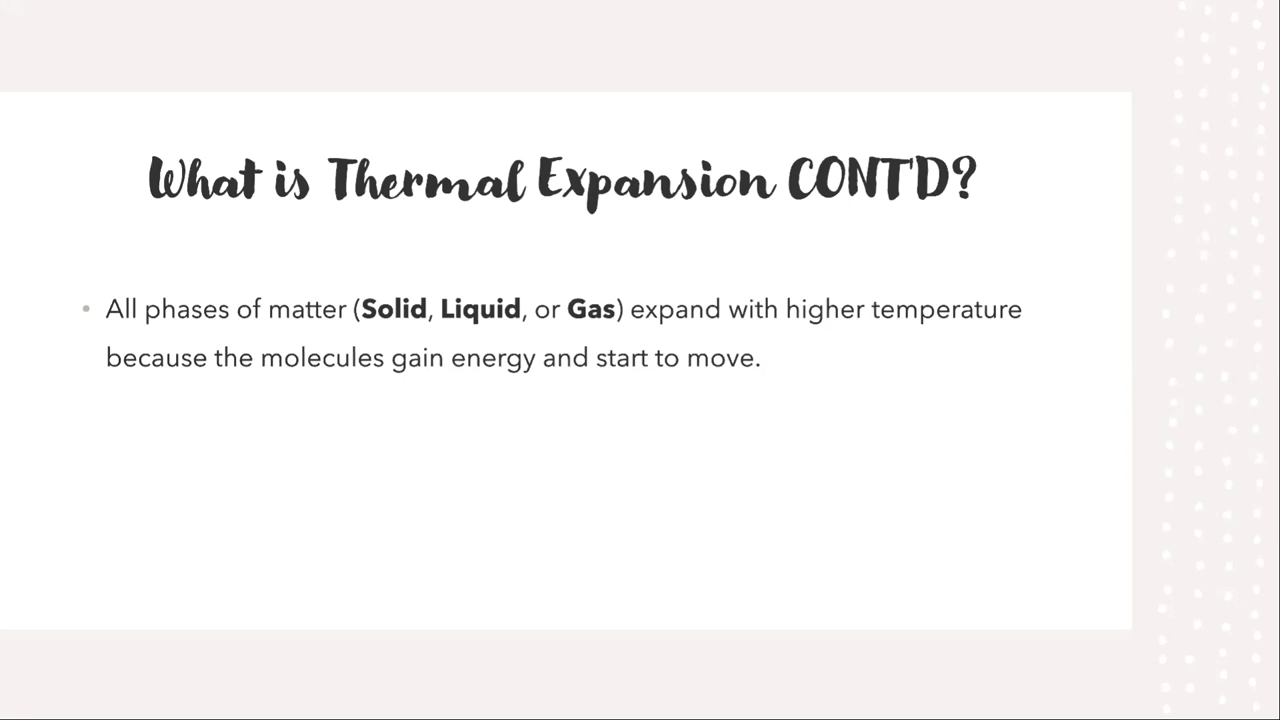 What is Thermal Expansion CONT'D?
• All phases of matter (Solid, Liquid, or Gas) expand with higher temperature
because the molecules gain energy and start to move.